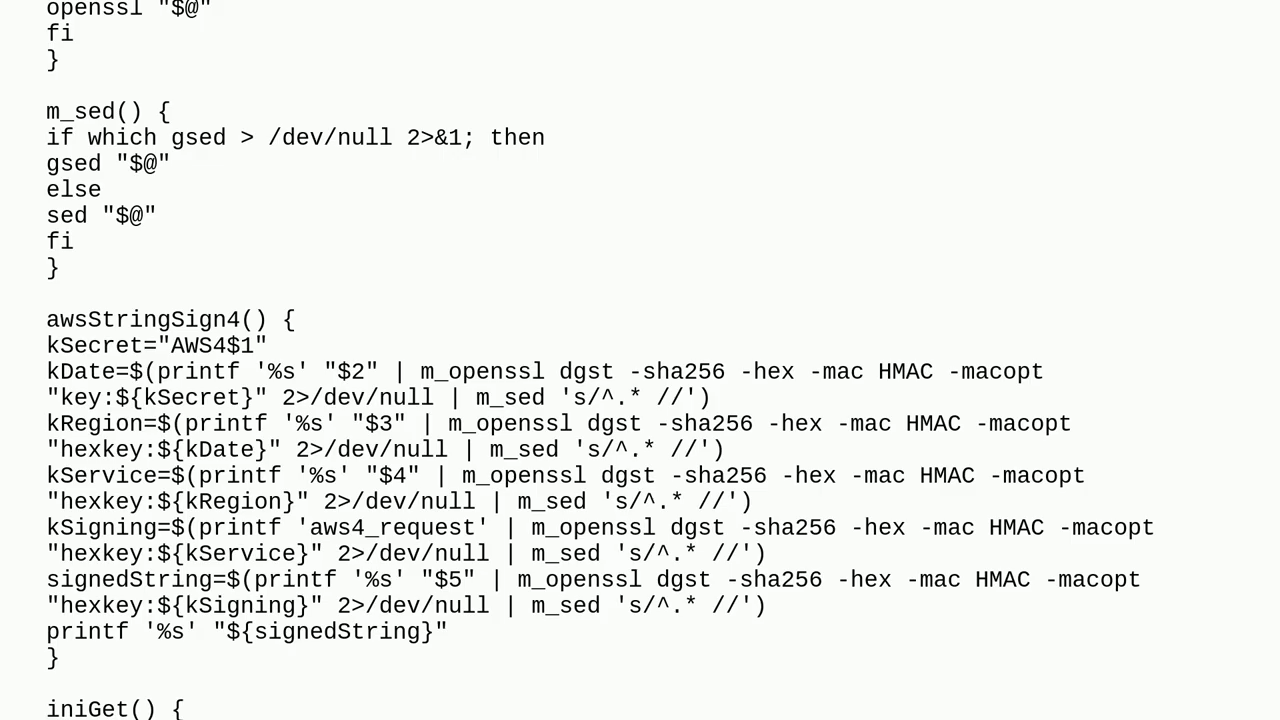 openssl "$@"
fi
}
m_sed() {
if which gsed > /dev/null 2>&1; then
gsed "$@"
else
sed "$@"
fi
}
awsStringSign4() {
kSecret="AWS4$1"
kDate=$(printf '%s' "$2" | m_openssl dgst -sha256 -hex -mac HMAC -macopt
"key:${kSecret}" 2>/dev/null | m_sed 's/^.* //')
kRegion=$(printf '%s' "$3" | m_openssl dgst -sha256 -hex -mac HMAC -macopt
"hexkey:${kDate}" 2>/dev/null | m_sed 's/^.* //')
kService=$(printf '%s' "$4" | m_openssl dgst -sha256 -hex -mac HMAC -macopt
"hexkey:${kRegion}" 2>/dev/null | m_sed 's/^.* //')
kSigning=$(printf 'aws4_request' | m_openssl dgst -sha256 -hex -mac HMAC -macopt
"hexkey:${kService}" 2>/dev/null | m_sed 's/^.* //')
signedString=$(printf '%s' "$5" | m_openssl dgst -sha256 -hex -mac HMAC -macopt
"hexkey:${kSigning}" 2>/dev/null | m_sed 's/^.* //')
printf '%s' "${signedString}"
}
iniGet() {